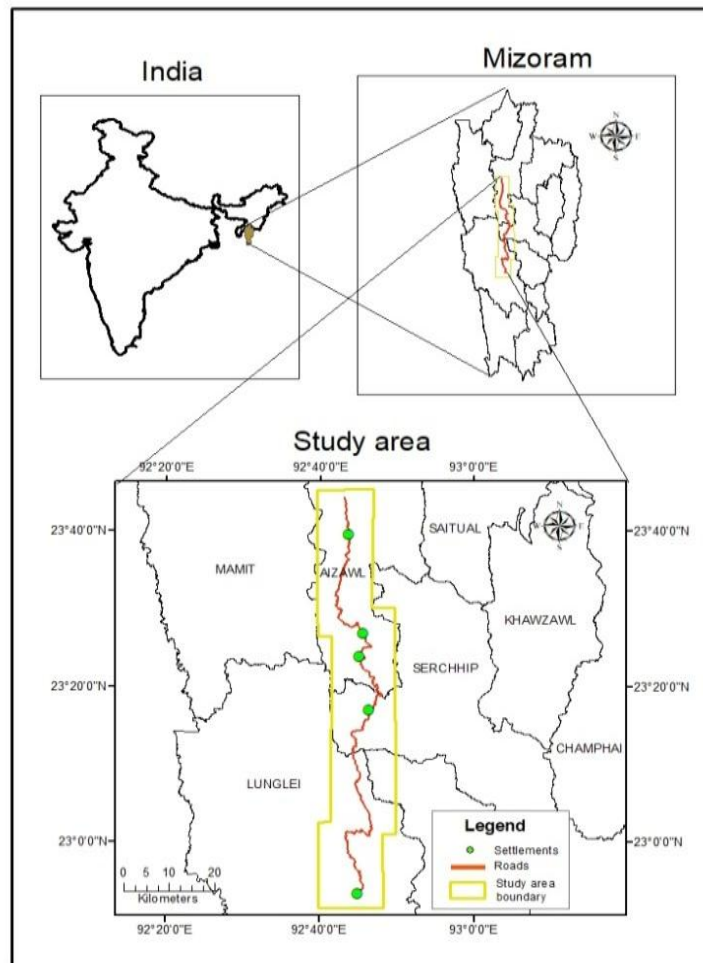 India
Mizoram
N
W E
S
Study area
92°20'0"E 92°40'0"E 93°0'0"E
23°40'0"N 23°40'0"N
SAITUAL
MAMIT
AIZAWL
KHAWZAWL
SERCHHIP
23°20'0"N 23°20'0"N
CHAMPHAI
LUNGLEI
Legend
Settlements
Roads
Study area
boundary
23°0'0"N 23°0'0"N
0 5 10 20
Kilometers
92°20'0"E 92°40'0"E 93°0'0"E